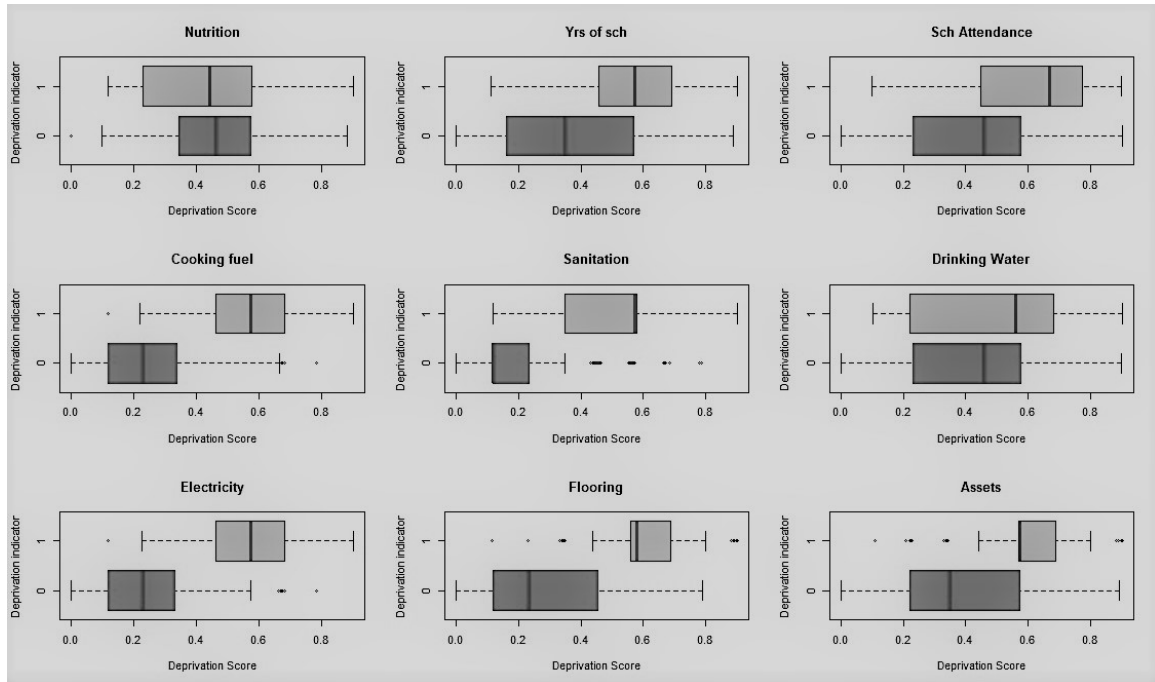 Nutrition
Deprivation indicator
1
0
0.0 0.2 0.4 0.6 0.8
Deprivation Score
Yrs of sch
Deprivation indicator
1
0
0.0 0.2 0.4 0.6 0.8
Deprivation Score
Sch Attendance
Deprivation indicator
1
0
0.0 0.2 0.4 0.6 0.8
Deprivation Score
Cooking fuel
Deprivation indicator
1
0
0.0 0.2 0.4 0.6 0.8
Deprivation Score
Sanitation
Deprivation indicator
1
0
0.0 0.2 0.4 0.6 0.8
Deprivation Score
Drinking Water
Deprivation indicator
1
0
0.0 0.2 0.4 0.6 0.8
Deprivation Score
Electricity
Deprivation indicator
1
0
0.0 0.2 0.4 0.6 0.8
Deprivation Score
Flooring
Deprivation indicator
1
0
0.0 0.2 0.4 0.6 0.8
Deprivation Score
Assets
Deprivation indicator
1
0
0.0 0.2 0.4 0.6 0.8
Deprivation Score